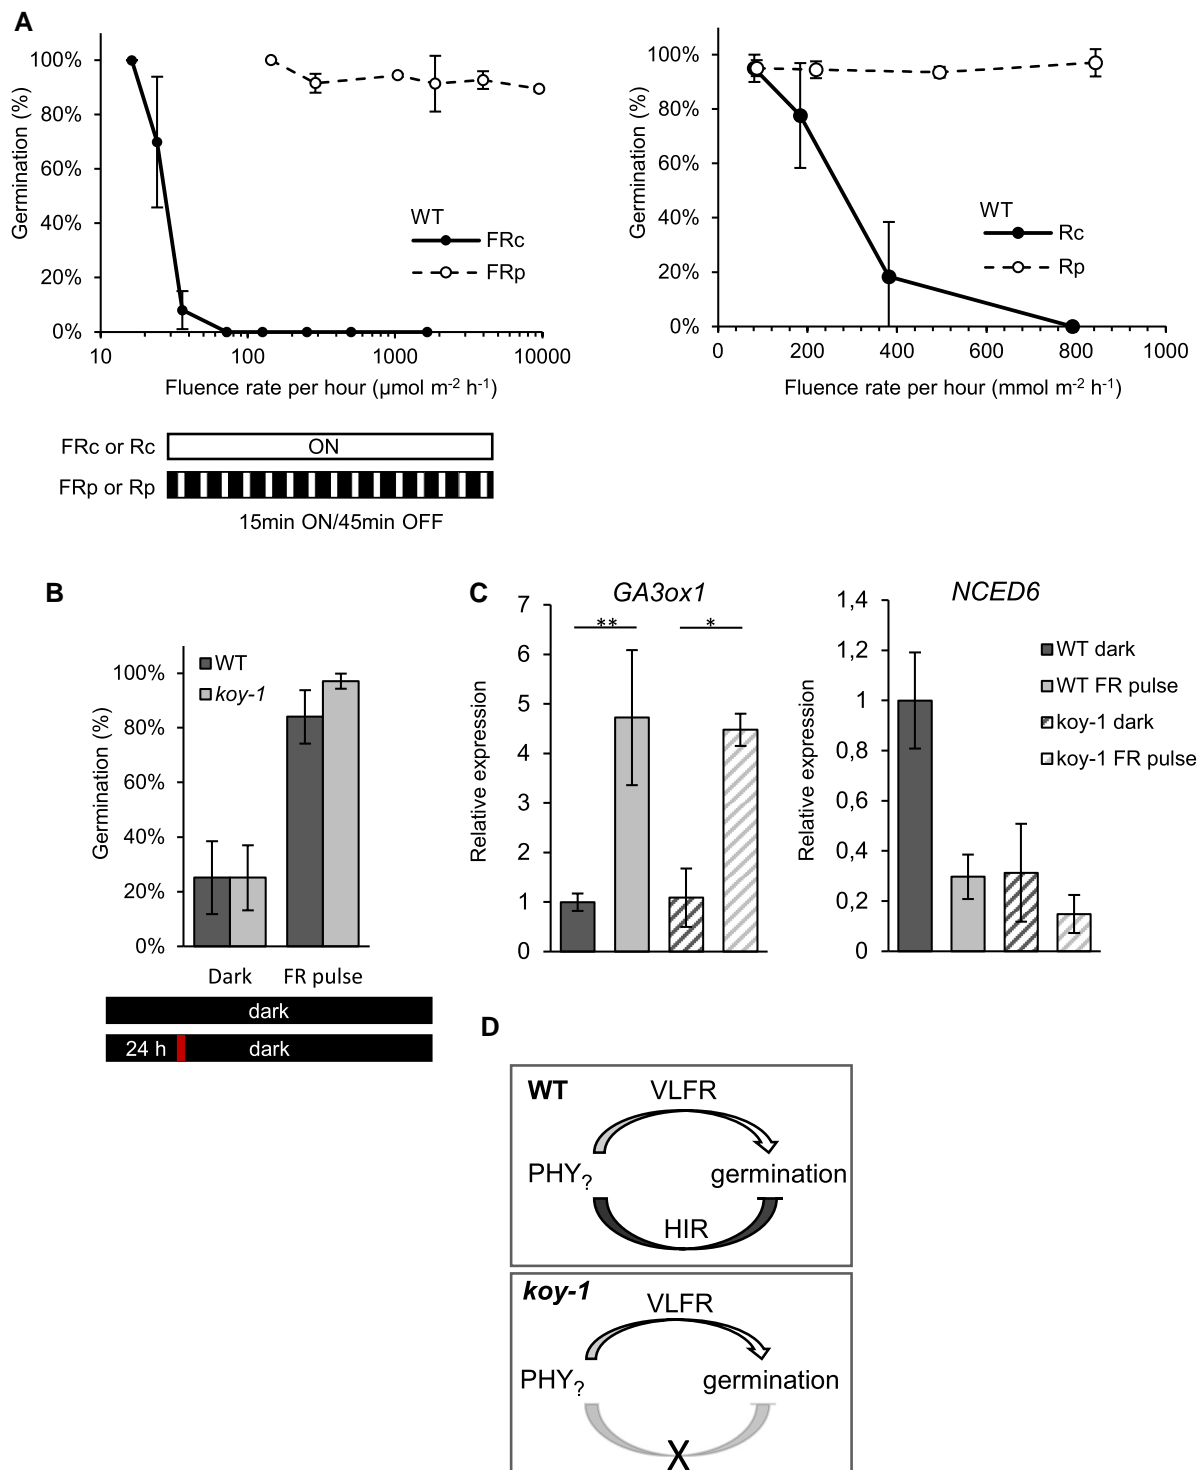 A
Germination (%)
100%
80%
60%
40%
20%
0%
10
100
1000
10000
Fluence rate per hour (µmol m-2 h-1)
WT
FRc
FRp
Germination (%)
100%
80%
60%
40%
20%
0%
0
200
400
600
800
1000
Fluence rate per hour (mmol m-2 h-1)
WT
Rc
Rp
FRc or Rc
ON
FRp or Rp
15min ON/45min OFF
B
Germination (%)
100%
80%
60%
40%
20%
0%
WT
koy-1
Dark
FR pulse
dark
24 h
dark
C
GA3ox1
Relative expression
7
6
5
4
3
2
1
0
**
*
NCED6
Relative expression
1,4
1,2
1
0,8
0,6
0,4
0,2
0
WT dark
WT FR pulse
koy-1 dark
koy-1 FR pulse
D
WT
VLFR
PHY?
germination
HIR
koy-1
VLFR
PHY?
germination
X